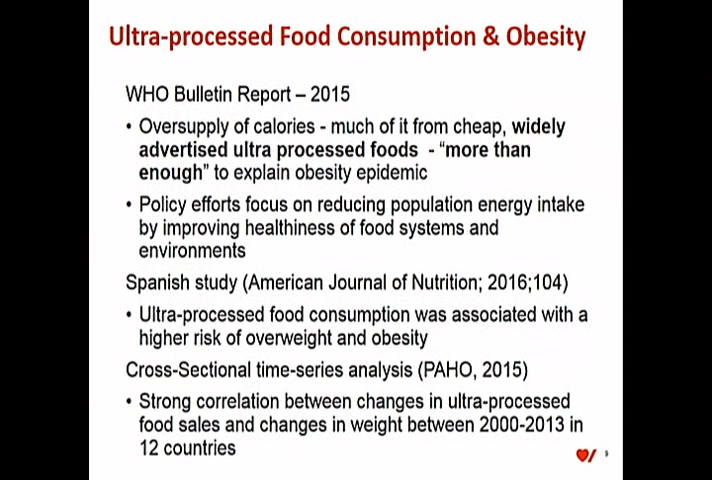 Ultra-processed Food Consumption & Obesity
WHO Bulletin Report – 2015
• Oversupply of calories - much of it from cheap, widely
advertised ultra processed foods - “more than
enough” to explain obesity epidemic
• Policy efforts focus on reducing population energy intake
by improving healthiness of food systems and
environments
Spanish study (American Journal of Nutrition; 2016;104)
• Ultra-processed food consumption was associated with a
higher risk of overweight and obesity
Cross-Sectional time-series analysis (PAHO, 2015)
• Strong correlation between changes in ultra-processed
food sales and changes in weight between 2000-2013 in
12 countries